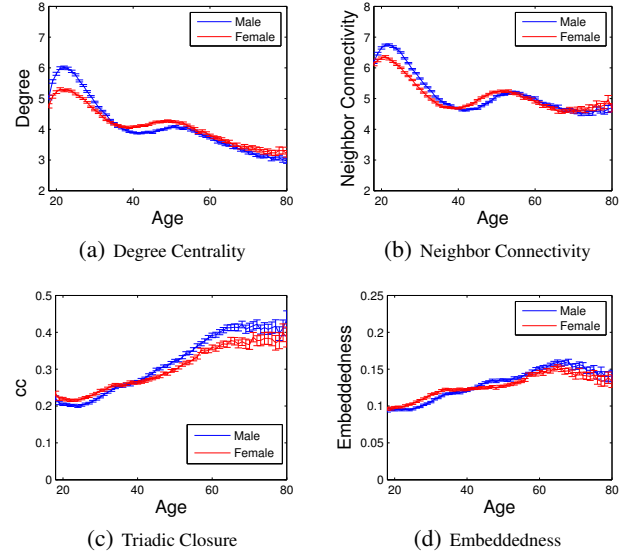 8
7
6
5
4
3
2
Degree
20 40 60 80
Age
Male
Female
(a) Degree Centrality
8
7
6
5
4
3
2
Neighbor Connectivity
20 40 60 80
Age
Male
Female
(b) Neighbor Connectivity
0.5
0.4
0.3
0.2
0.1
0
cc
20 40 60 80
Age
Male
Female
(c) Triadic Closure
0.25
0.2
0.15
0.1
0.05
0
Embeddedness
20 40 60 80
Age
Male
Female
(d) Embeddedness